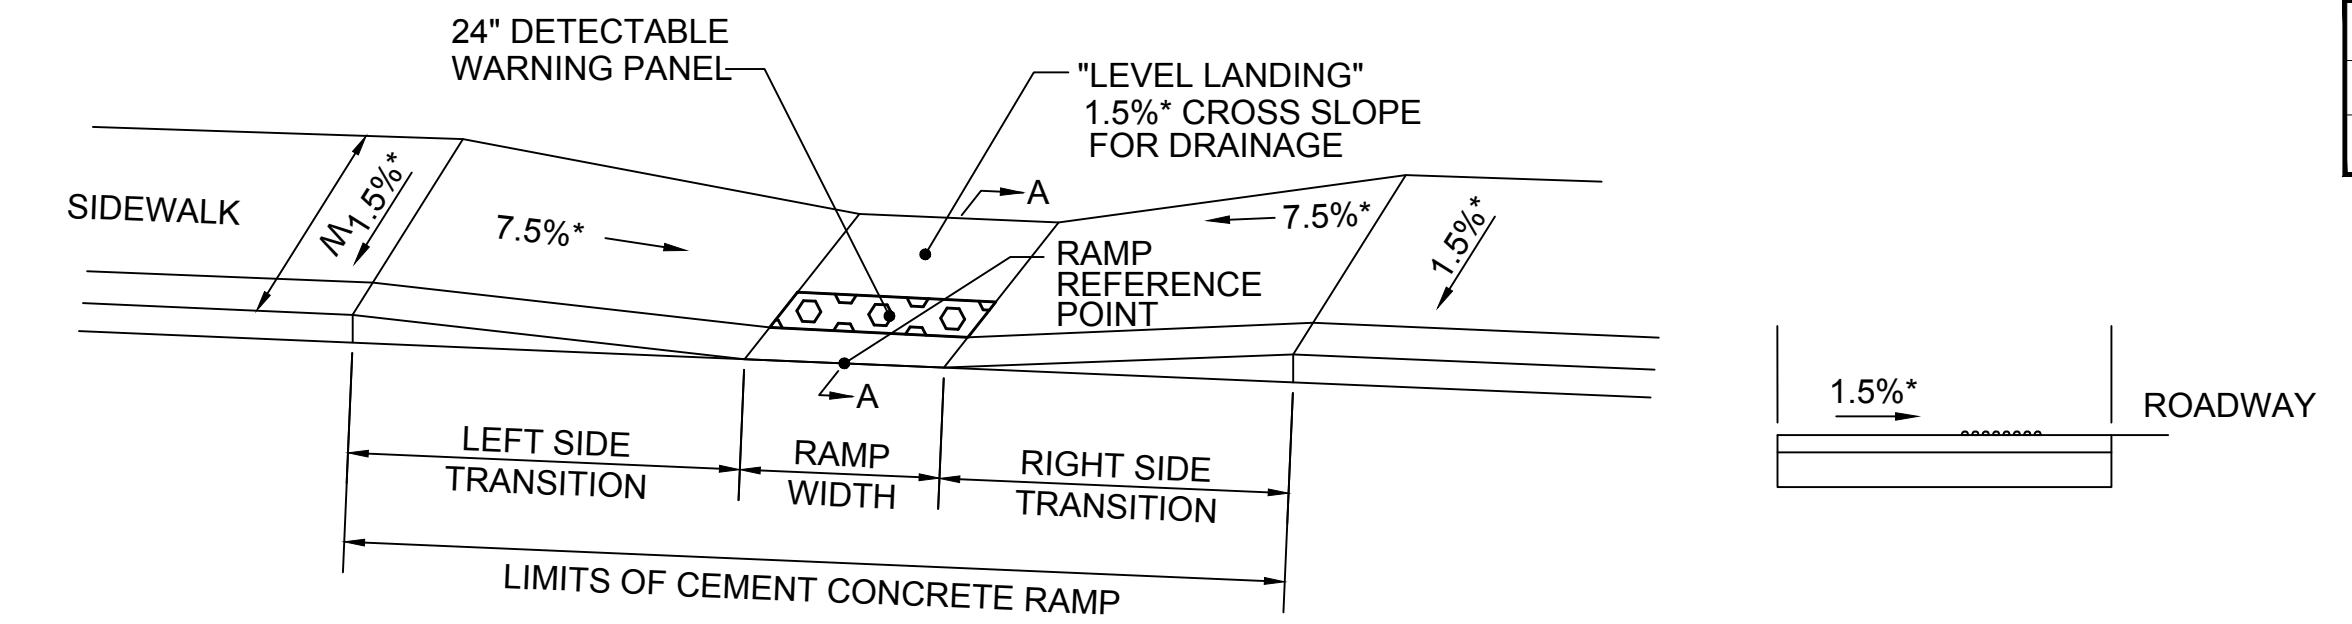 24" DETECTABLE
WARNING PANEL
"LEVEL LANDING"
1.5%* CROSS SLOPE
FOR DRAINAGE
SIDEWALK
W
1.5%*
7.5%*
A
7.5%*
1.5%*
RAMP
REFERENCE
POINT
A
LEFT SIDE
TRANSITION
RAMP
WIDTH
RIGHT SIDE
TRANSITION
LIMITS OF CEMENT CONCRETE RAMP
1.5%*
ROADWAY